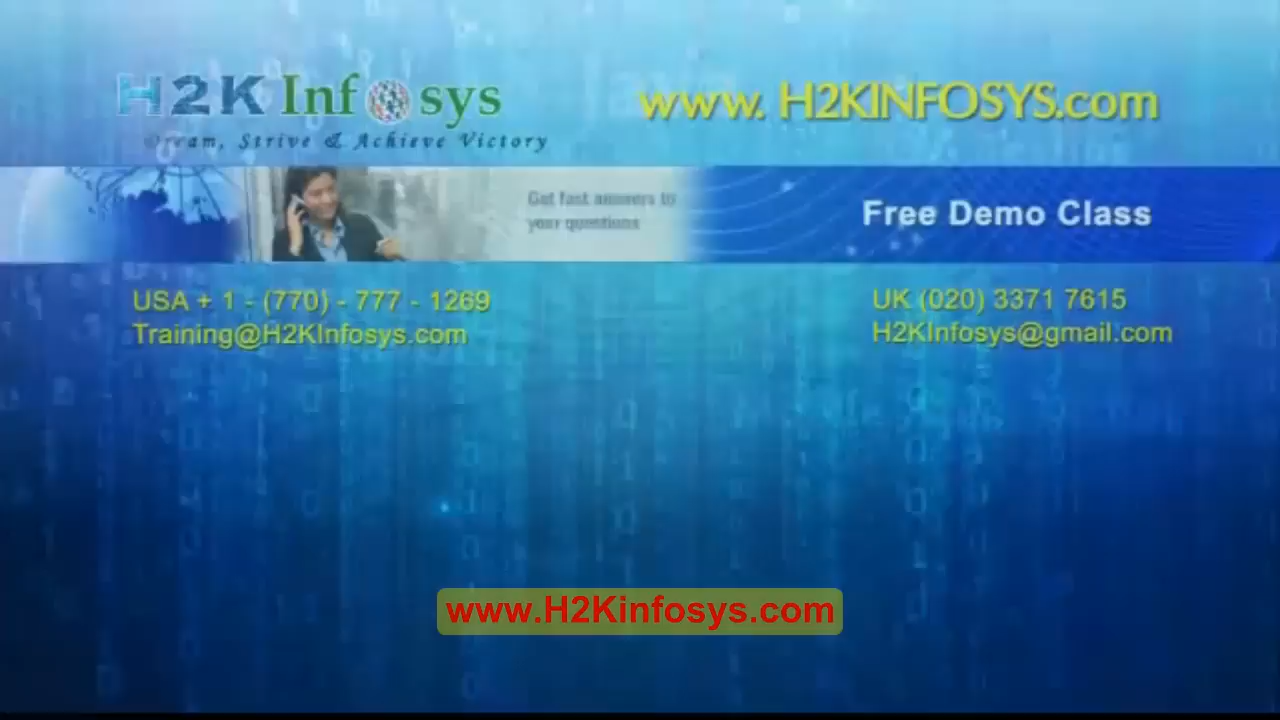 H2K Infosys
www. H2KINFOSYS.com
Dream, Strive & Achieve Victory
Get fast answers to
your questions
Free Demo Class
USA + 1 - (770) - 777 - 1269
Training@H2KInfosys.com
UK (020) 3371 7615
H2KInfosys@gmail.com
www.H2Kinfosys.com